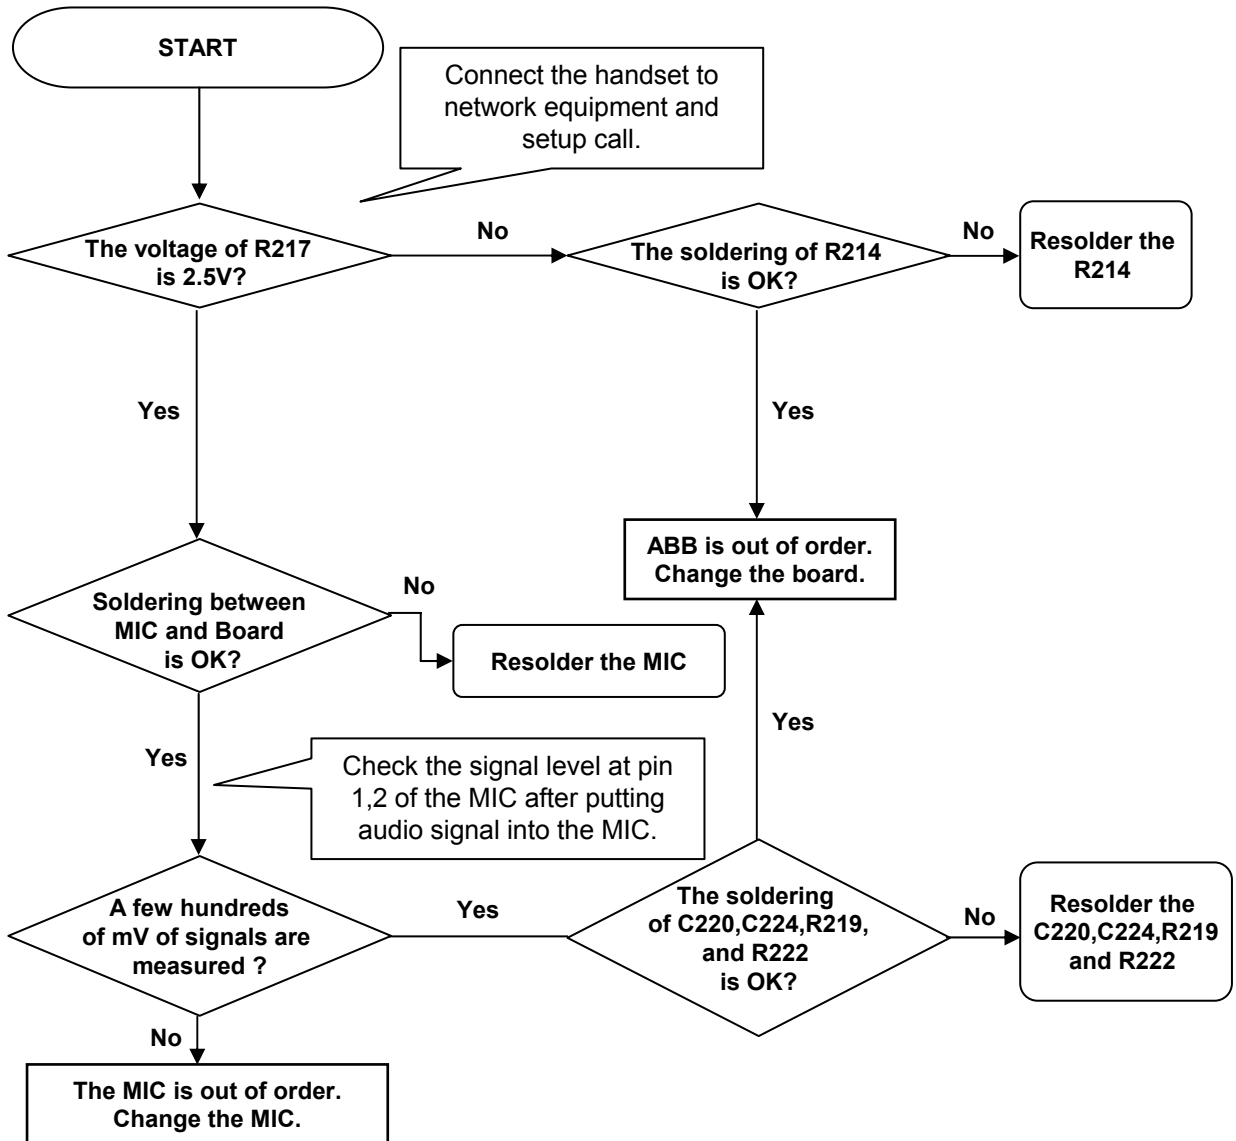 START
Connect the handset to
network equipment and
setup call.
The voltage of R217
is 2.5V?
No
The soldering of R214
is OK?
No
Resolder the
R214
Yes
Yes
ABB is out of order.
Change the board.
Soldering between
MIC and Board
is OK?
No
Resolder the MIC
Yes
Yes
Check the signal level at pin
1,2 of the MIC after putting
audio signal into the MIC.
A few hundreds
of mV of signals are
measured ?
Yes
The soldering
of C220,C224,R219,
and R222
is OK?
No
Resolder the
C220,C224,R219
and R222
No
The MIC is out of order.
Change the MIC.